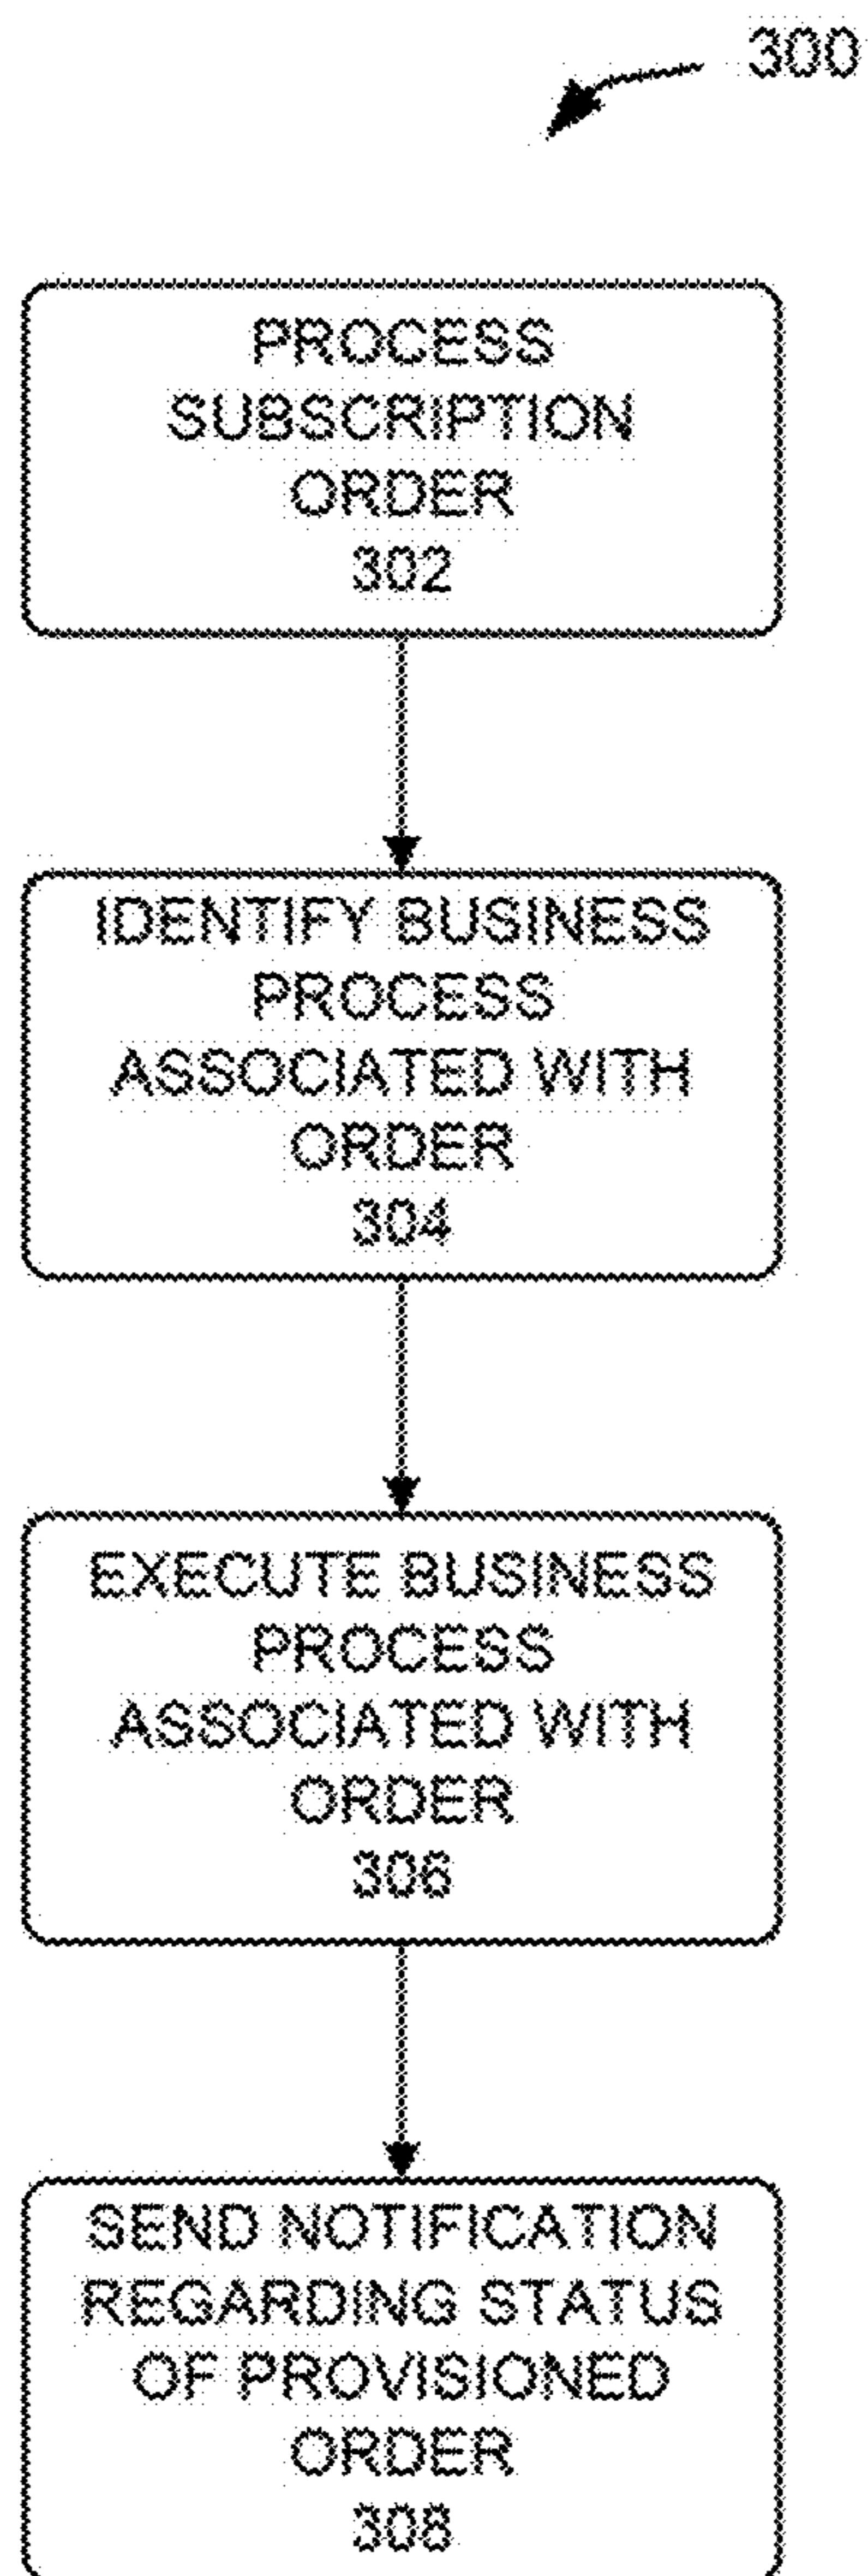 300
PROCESS
SUBSCRIPTION
ORDER
302
IDENTIFY BUSINESS
PROCESS
ASSOCIATED WITH
ORDER
304
EXECUTE BUSINESS
PROCESS
ASSOCIATED WITH
ORDER
306
SEND NOTIFICATION
REGARDING STATUS
OF PROVISIONED
ORDER
308